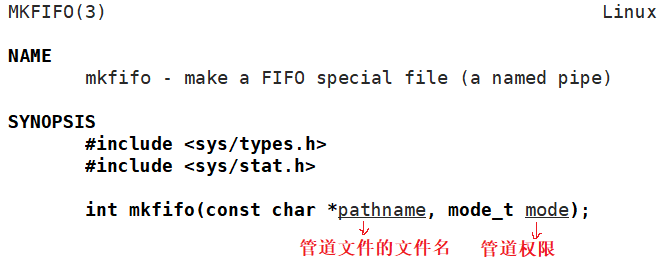 MKFIFO(3) Linux
NAME
mkfifo - make a FIFO special file (a named pipe)
SYNOPSIS
#include <sys/types.h>
#include <sys/stat.h>
int mkfifo(const char *pathname, mode_t mode);
管道文件的文件名 管道权限